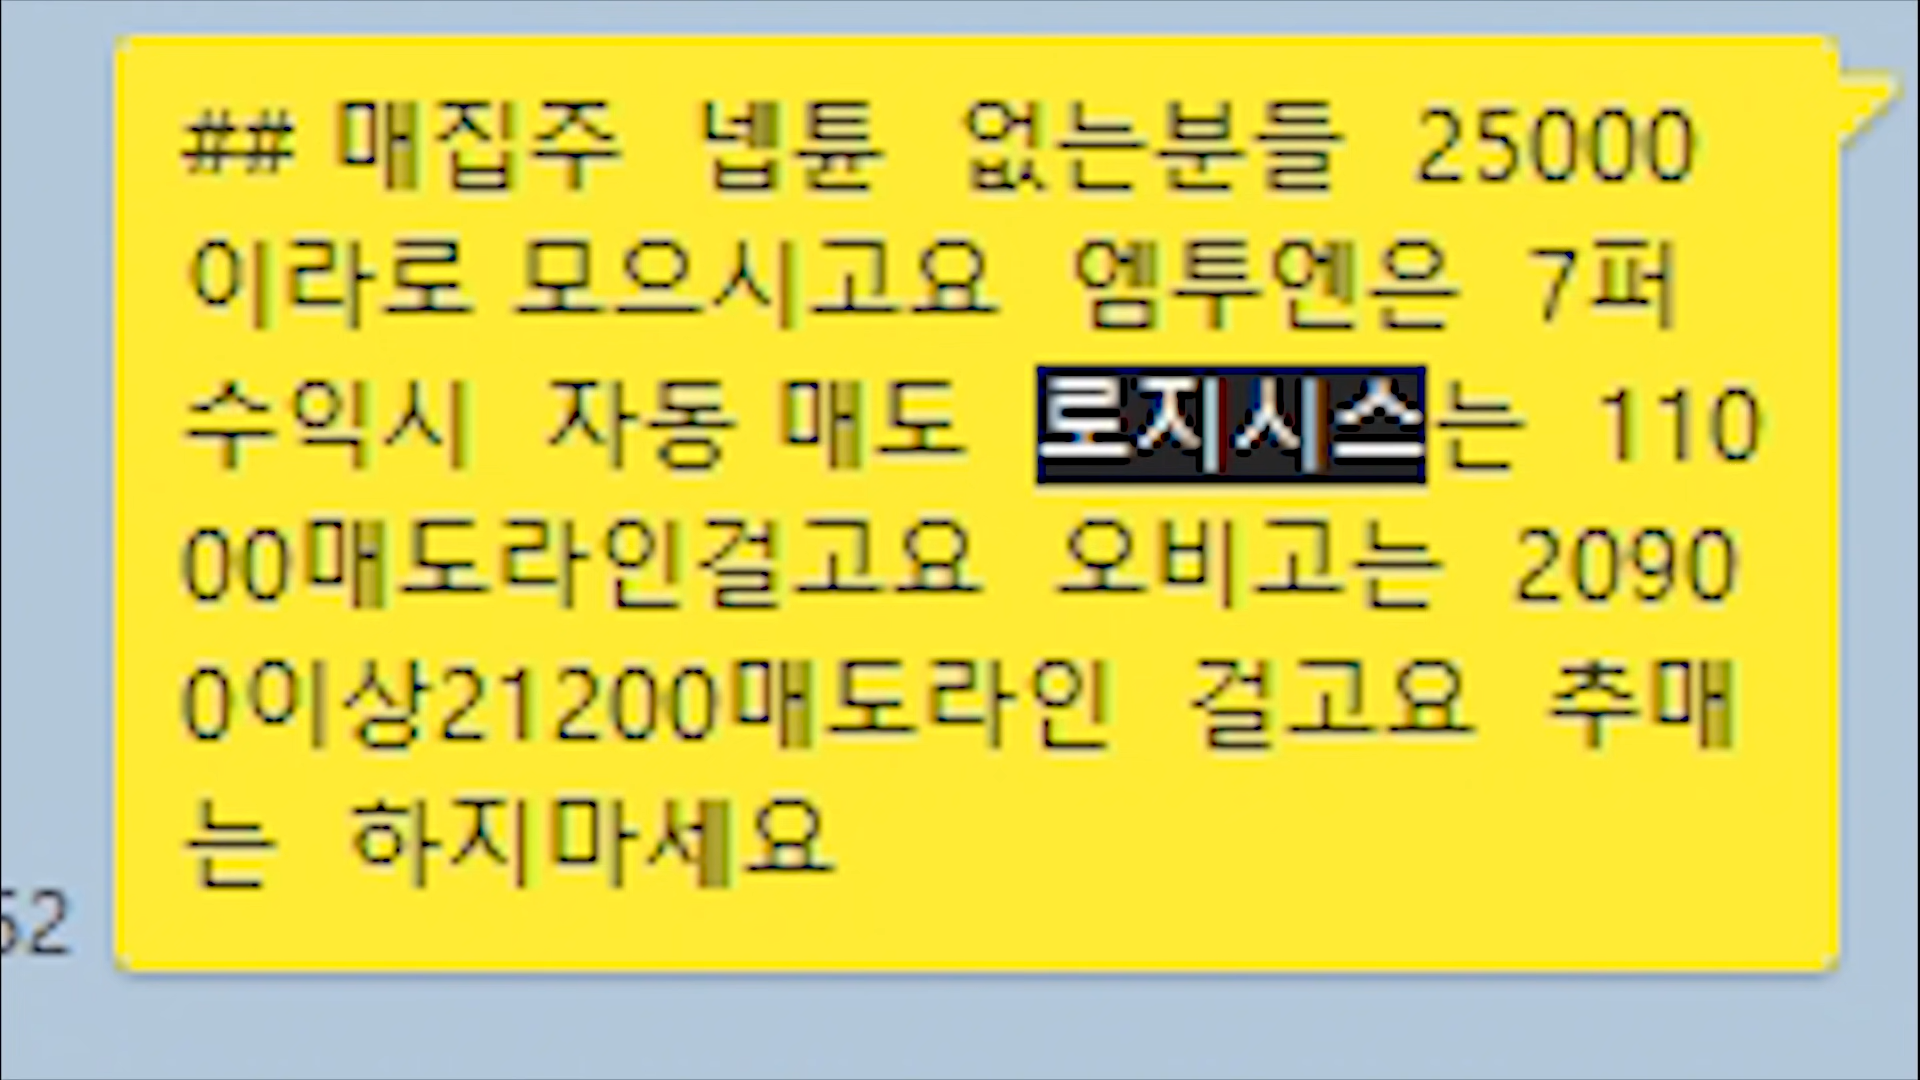 ## 매집주 넵튠 없는분들 25000
이라로 모으시고요 엠투엔은 7퍼
수익시 자동 매도 로지시스는 110
00매도라인걸고요 오비고는 2090
0이상21200매도라인 걸고요 추매
는 하지마세요
52